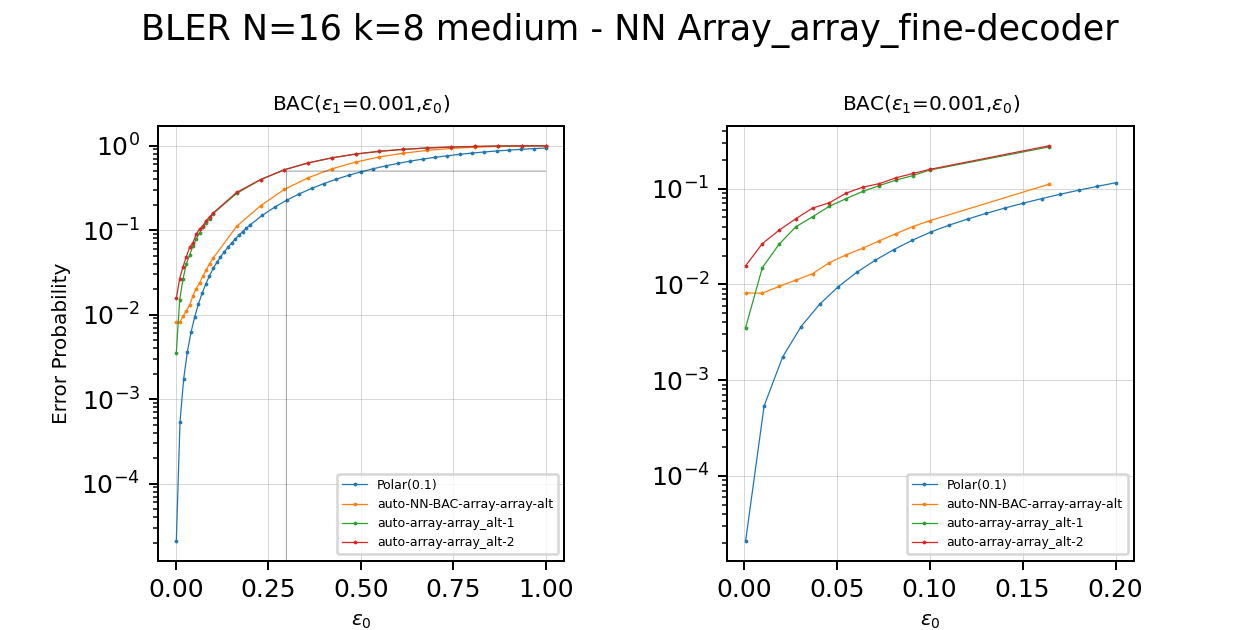 BLER N=16 k=8 medium - NN Array_array_fine-decoder
BAC(ε₁=0.001,ε₀)
Error Probability
10⁰
10⁻¹
10⁻²
10⁻³
10⁻⁴
Polar(0.1)
auto-NN-BAC-array-array-alt
auto-array-array_alt-1
auto-array-array_alt-2
0.00 0.25 0.50 0.75 1.00
ε₀
BAC(ε₁=0.001,ε₀)
10⁻¹
10⁻²
10⁻³
10⁻⁴
Polar(0.1)
auto-NN-BAC-array-array-alt
auto-array-array_alt-1
auto-array-array_alt-2
0.00 0.05 0.10 0.15 0.20
ε₀